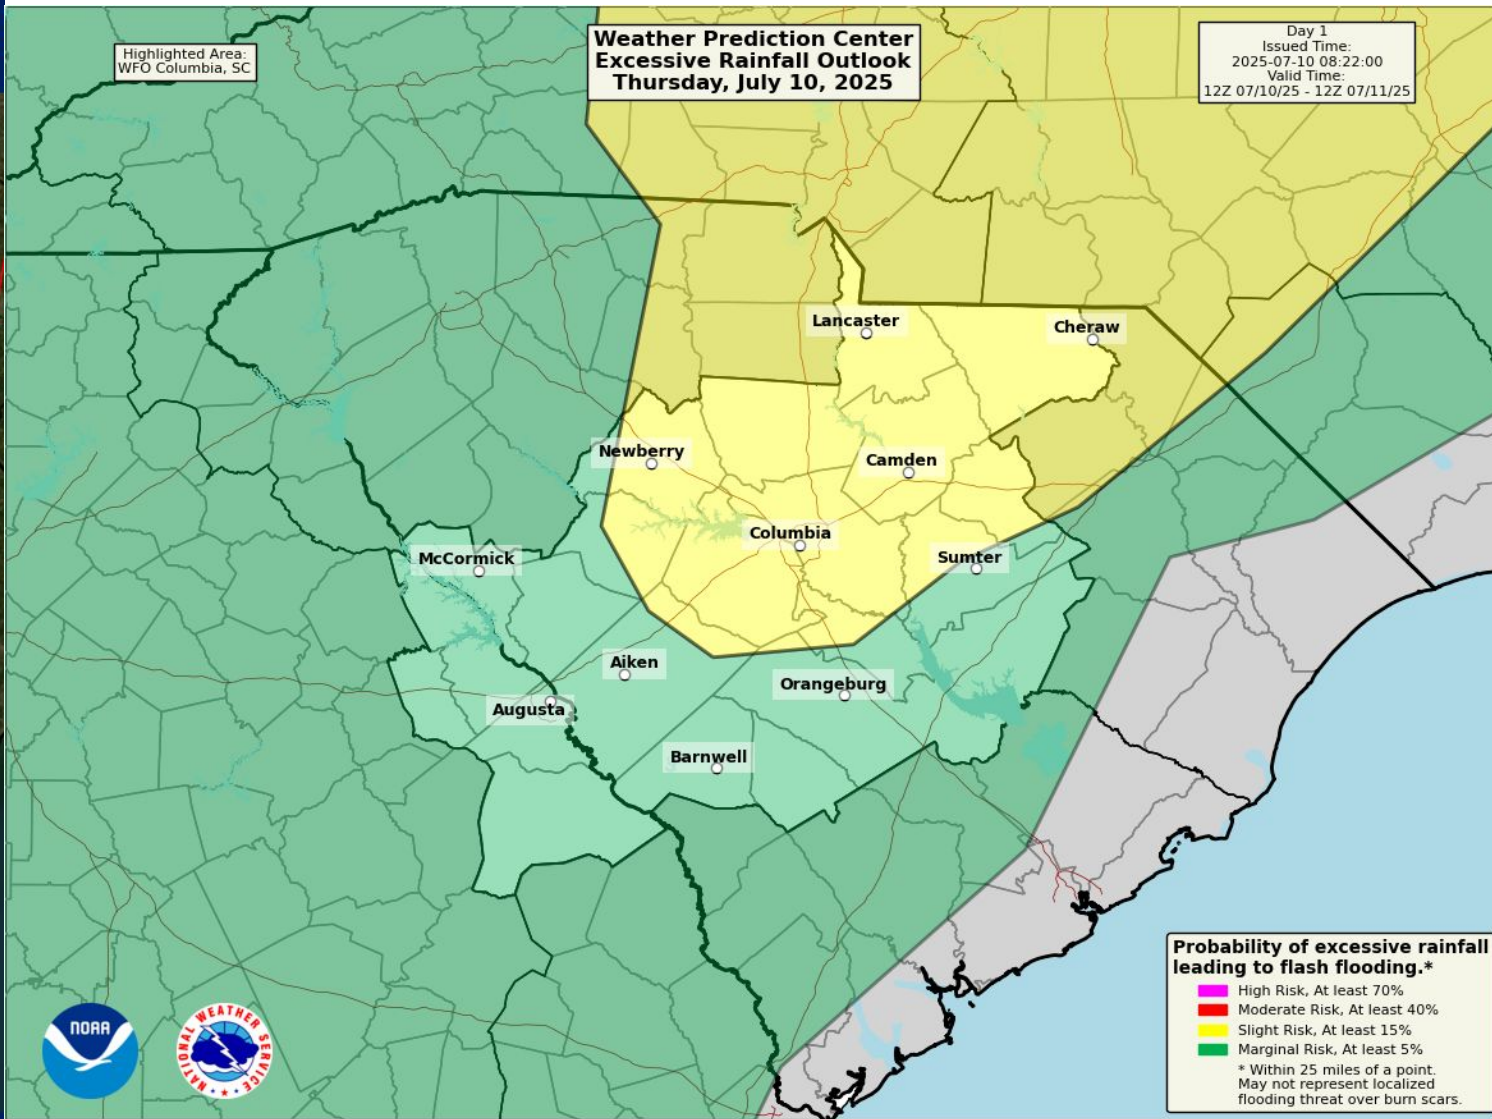 Highlighted Area:
WFO Columbia, SC
Weather Prediction Center
Excessive Rainfall Outlook
Thursday, July 10, 2025
Day 1
Issued Time:
2025-07-10 08:22:00
Valid Time:
12Z 07/10/25 - 12Z 07/11/25
Lancaster
Cheraw
Newberry
Camden
Columbia
McCormick
Sumter
Aiken
Orangeburg
Augusta
Barnwell
Probability of excessive rainfall
leading to flash flooding.*
High Risk, At least 70%
Moderate Risk, At least 40%
Slight Risk, At least 15%
Marginal Risk, At least 5%
* Within 25 miles of a point.
May not represent localized
flooding threat over burn scars.
NOAA
NATIONAL WEATHER SERVICE